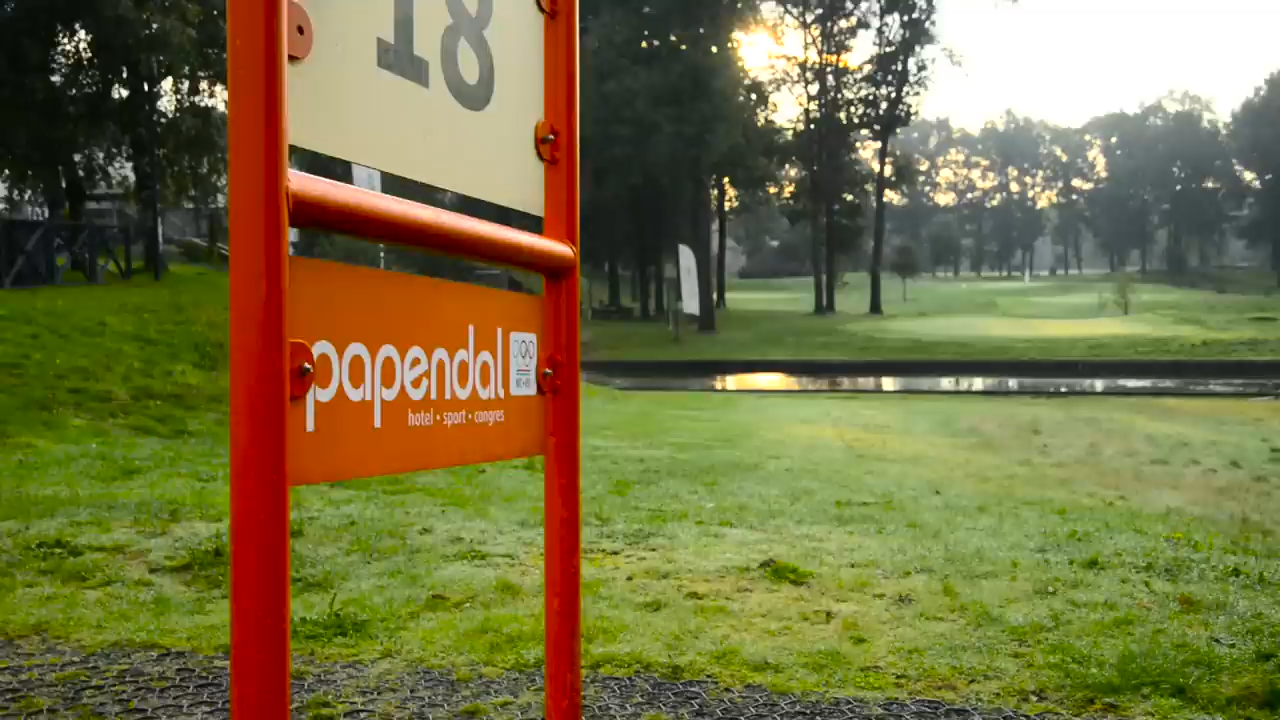 18
papendal
hotel • sport • congres